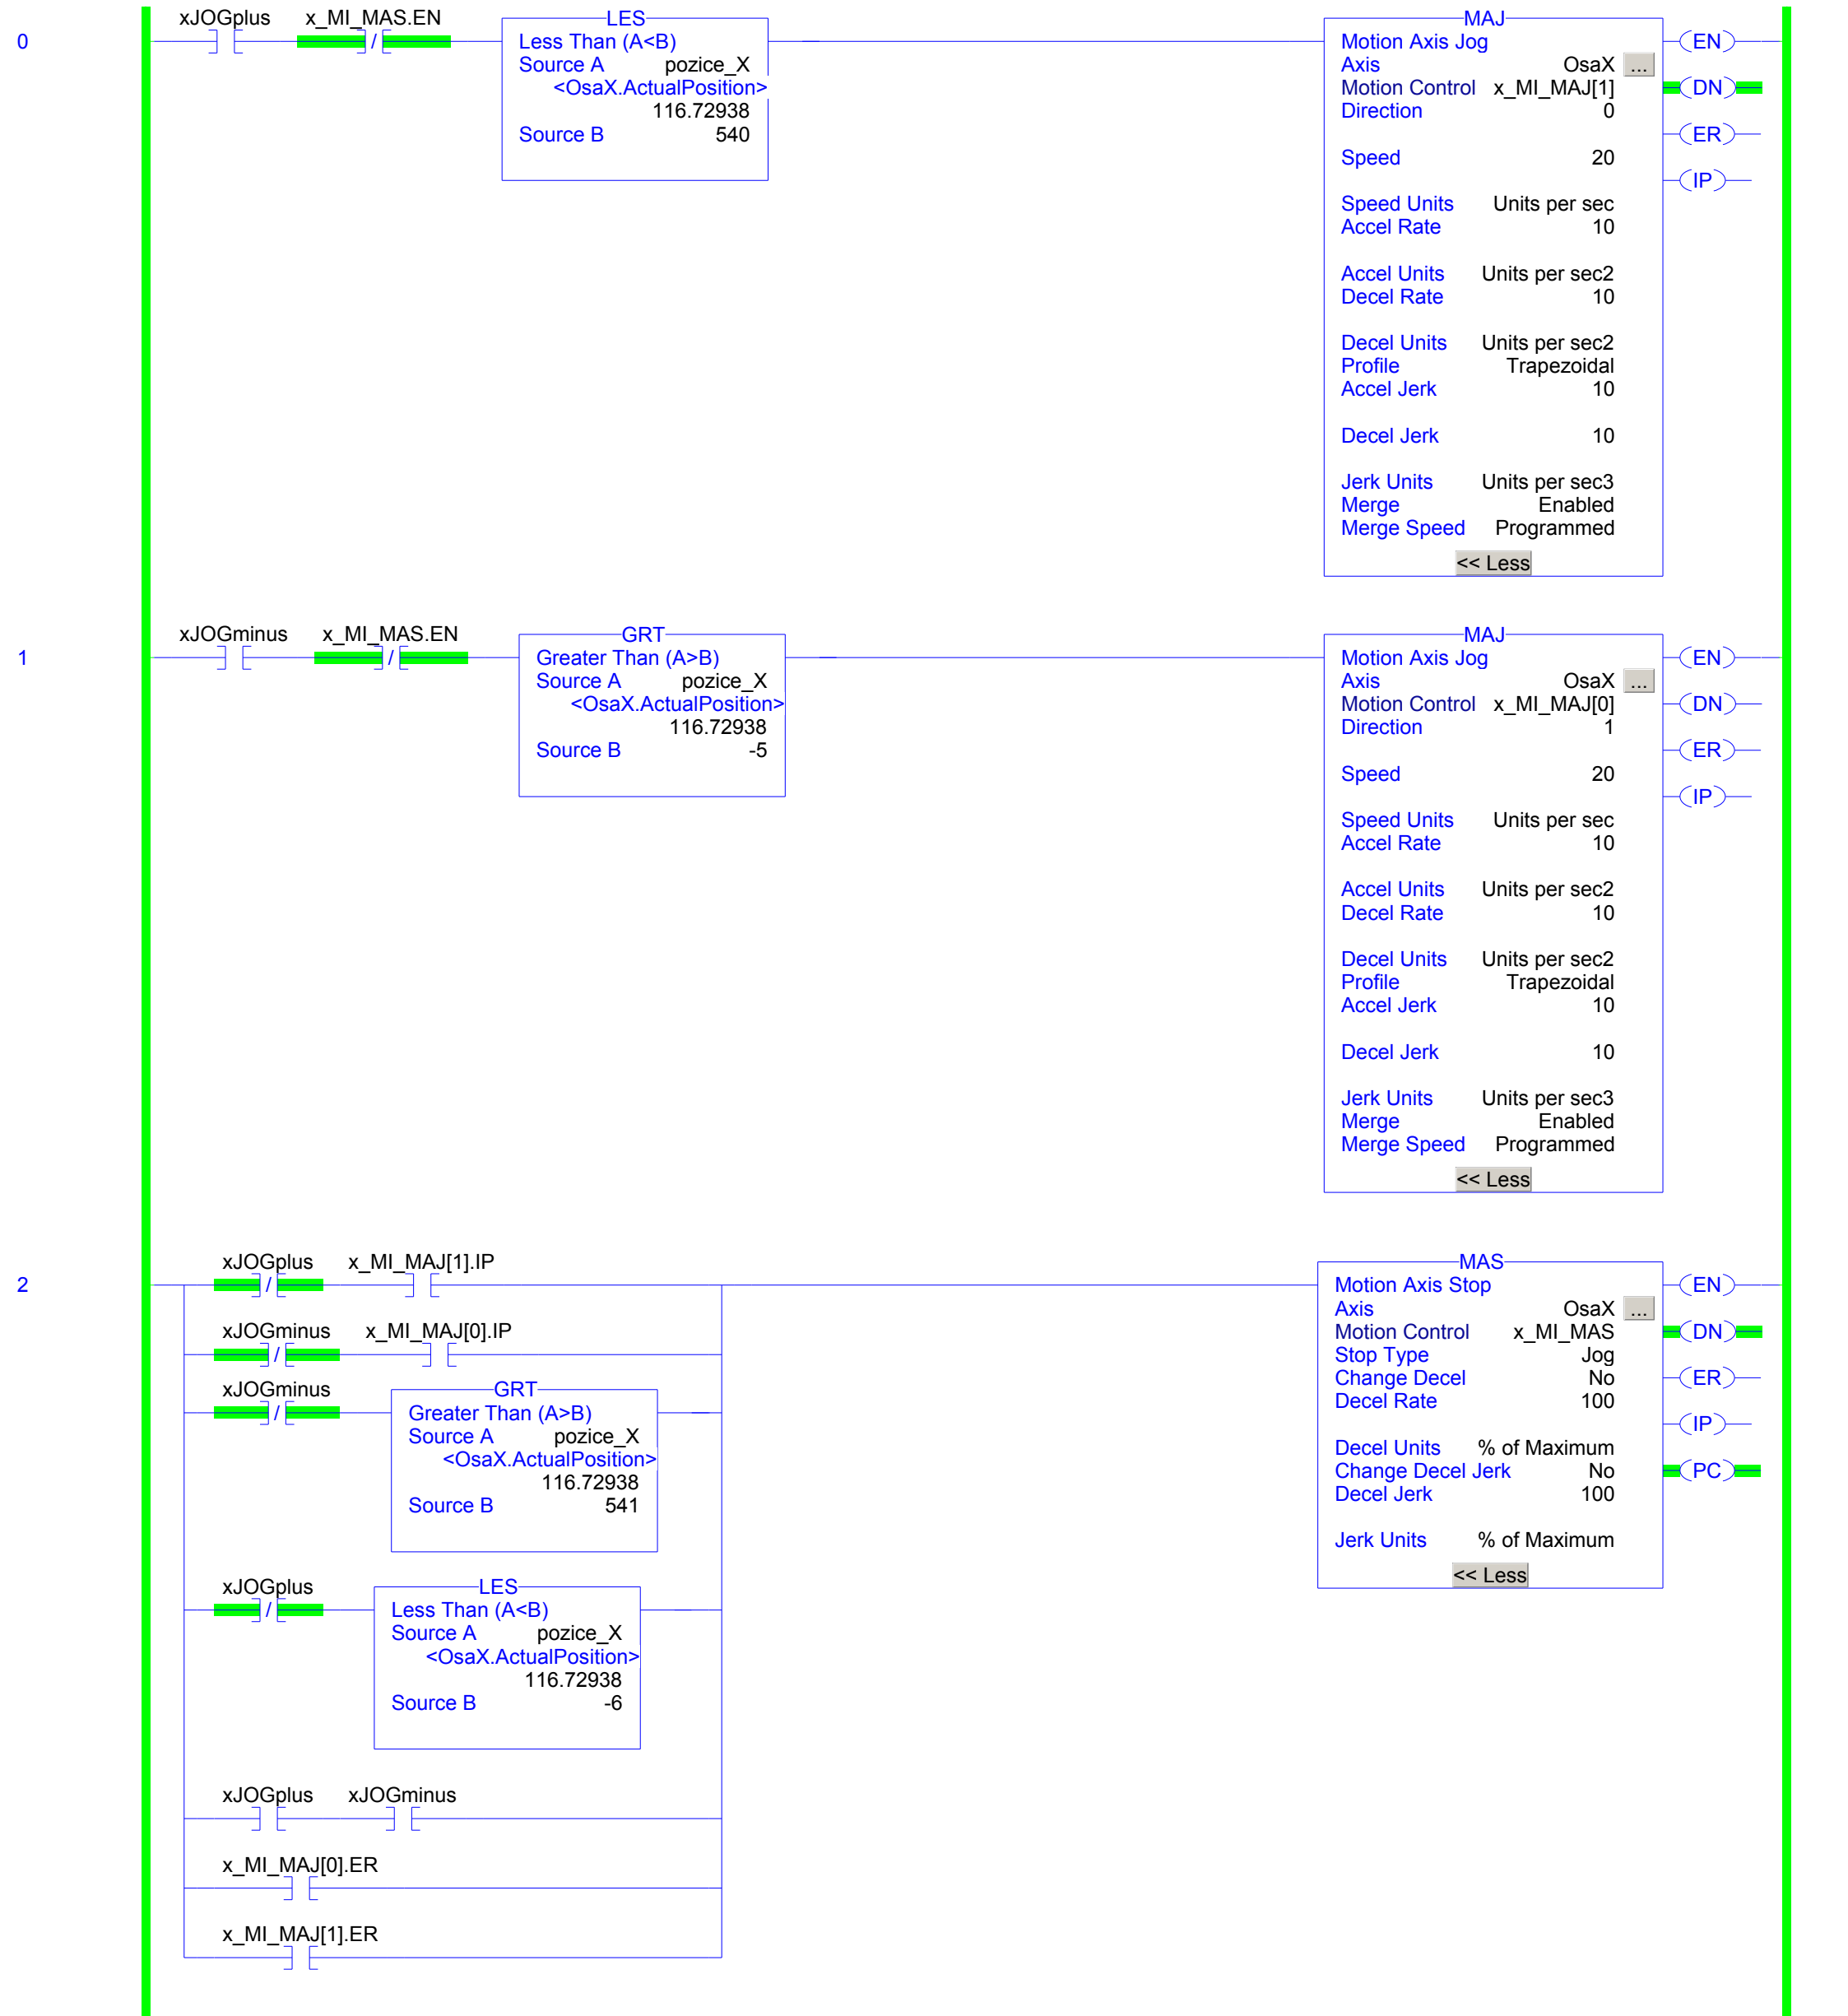 0
xJOGplus x_MI_MAS.EN
/
LES
Less Than (A<B)
Source A pozice_X
<OsaX.ActualPosition>
116.72938
Source B 540
MAJ
Motion Axis Jog
Axis OsaX ...
Motion Control x_MI_MAJ[1]
Direction 0
Speed 20
Speed Units Units per sec
Accel Rate 10
Accel Units Units per sec2
Decel Rate 10
Decel Units Units per sec2
Profile Trapezoidal
Accel Jerk 10
Decel Jerk 10
Jerk Units Units per sec3
Merge Enabled
Merge Speed Programmed
<< Less
EN
DN
ER
IP
1
xJOGminus x_MI_MAS.EN
/
GRT
Greater Than (A>B)
Source A pozice_X
<OsaX.ActualPosition>
116.72938
Source B -5
MAJ
Motion Axis Jog
Axis OsaX ...
Motion Control x_MI_MAJ[0]
Direction 1
Speed 20
Speed Units Units per sec
Accel Rate 10
Accel Units Units per sec2
Decel Rate 10
Decel Units Units per sec2
Profile Trapezoidal
Accel Jerk 10
Decel Jerk 10
Jerk Units Units per sec3
Merge Enabled
Merge Speed Programmed
<< Less
EN
DN
ER
IP
2
xJOGplus x_MI_MAJ[1].IP
/
xJOGminus x_MI_MAJ[0].IP
/
xJOGminus
/
GRT
Greater Than (A>B)
Source A pozice_X
<OsaX.ActualPosition>
116.72938
Source B 541
xJOGplus
/
LES
Less Than (A<B)
Source A pozice_X
<OsaX.ActualPosition>
116.72938
Source B -6
xJOGplus xJOGminus
x_MI_MAJ[0].ER
x_MI_MAJ[1].ER
MAS
Motion Axis Stop
Axis OsaX ...
Motion Control x_MI_MAS
Stop Type Jog
Change Decel No
Decel Rate 100
Decel Units % of Maximum
Change Decel Jerk No
Decel Jerk 100
Jerk Units % of Maximum
<< Less
EN
DN
ER
IP
PC